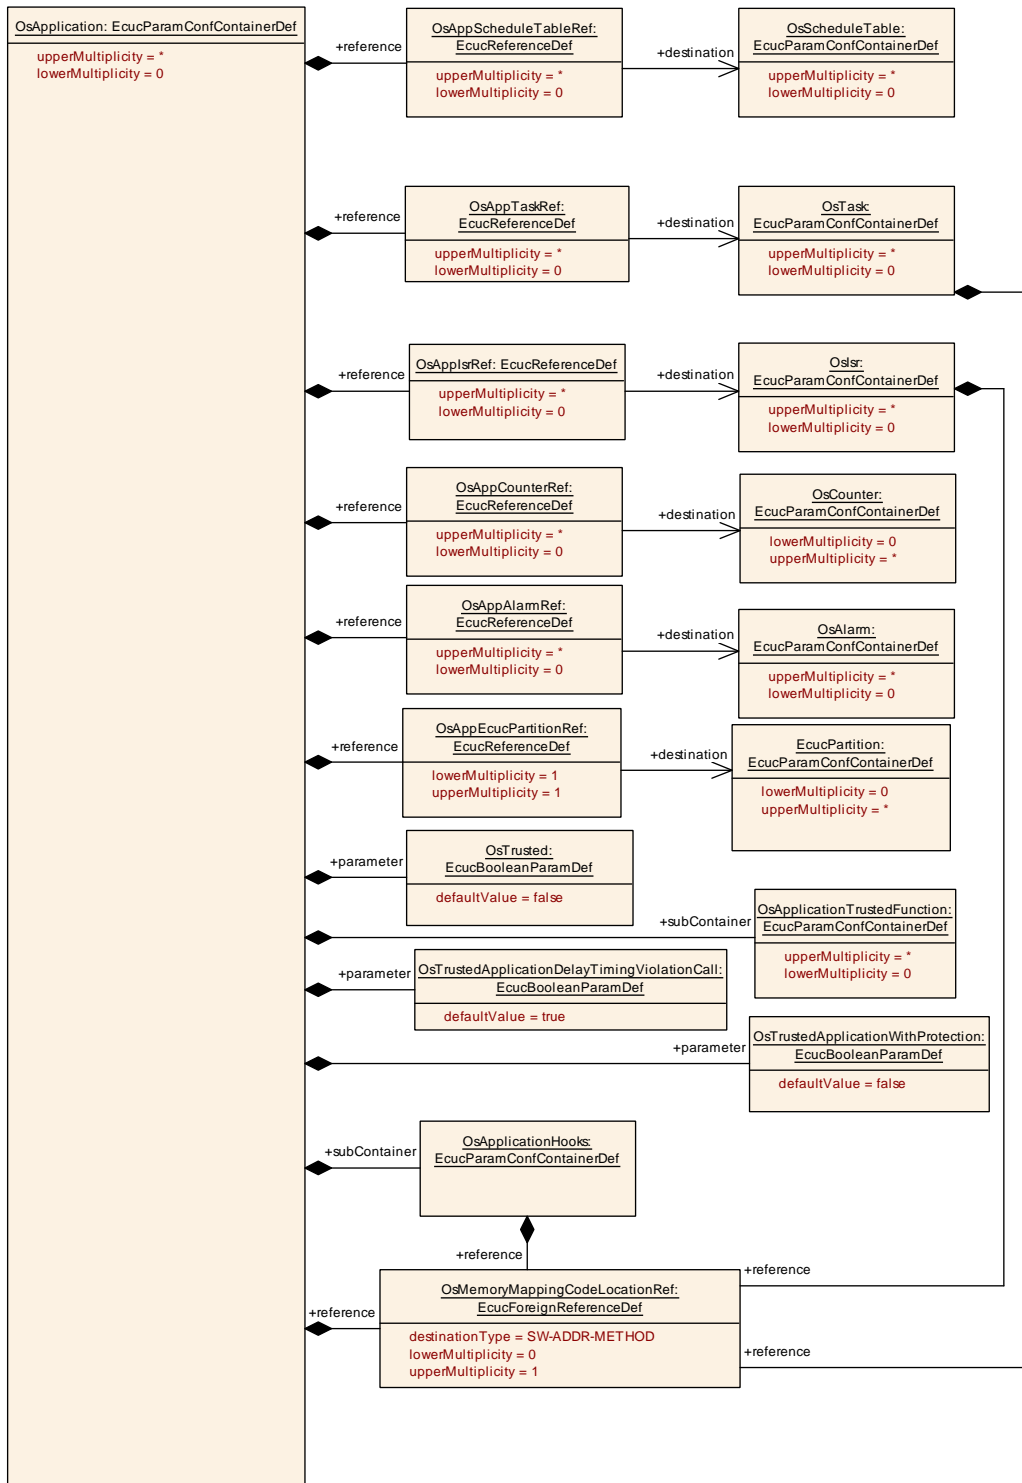 OsApplication: EcucParamConfContainerDef
upperMultiplicity = *
lowerMultiplicity = 0
+reference
OsAppScheduleTableRef:
EcucReferenceDef
upperMultiplicity = *
lowerMultiplicity = 0
+destination
OsScheduleTable:
EcucParamConfContainerDef
upperMultiplicity = *
lowerMultiplicity = 0
+reference
OsAppTaskRef:
EcucReferenceDef
upperMultiplicity = *
lowerMultiplicity = 0
+destination
OsTask:
EcucParamConfContainerDef
upperMultiplicity = *
lowerMultiplicity = 0
+reference
OsAppIsrRef: EcucReferenceDef
upperMultiplicity = *
lowerMultiplicity = 0
+destination
OsIsr:
EcucParamConfContainerDef
upperMultiplicity = *
lowerMultiplicity = 0
+reference
OsAppCounterRef:
EcucReferenceDef
upperMultiplicity = *
lowerMultiplicity = 0
+destination
OsCounter:
EcucParamConfContainerDef
lowerMultiplicity = 0
upperMultiplicity = *
+reference
OsAppAlarmRef:
EcucReferenceDef
upperMultiplicity = *
lowerMultiplicity = 0
+destination
OsAlarm:
EcucParamConfContainerDef
upperMultiplicity = *
lowerMultiplicity = 0
+reference
OsAppEcucPartitionRef:
EcucReferenceDef
lowerMultiplicity = 1
upperMultiplicity = 1
+destination
EcucPartition:
EcucParamConfContainerDef
lowerMultiplicity = 0
upperMultiplicity = *
+parameter
OsTrusted:
EcucBooleanParamDef
defaultValue = false
+subContainer
OsApplicationTrustedFunction:
EcucParamConfContainerDef
upperMultiplicity = *
lowerMultiplicity = 0
+parameter
OsTrustedApplicationDelayTimingViolationCall:
EcucBooleanParamDef
defaultValue = true
+parameter
OsTrustedApplicationWithProtection:
EcucBooleanParamDef
defaultValue = false
+subContainer
OsApplicationHooks:
EcucParamConfContainerDef
+reference
+reference
OsMemoryMappingCodeLocationRef:
EcucForeignReferenceDef
destinationType = SW-ADDR-METHOD
lowerMultiplicity = 0
upperMultiplicity = 1
+reference
+reference